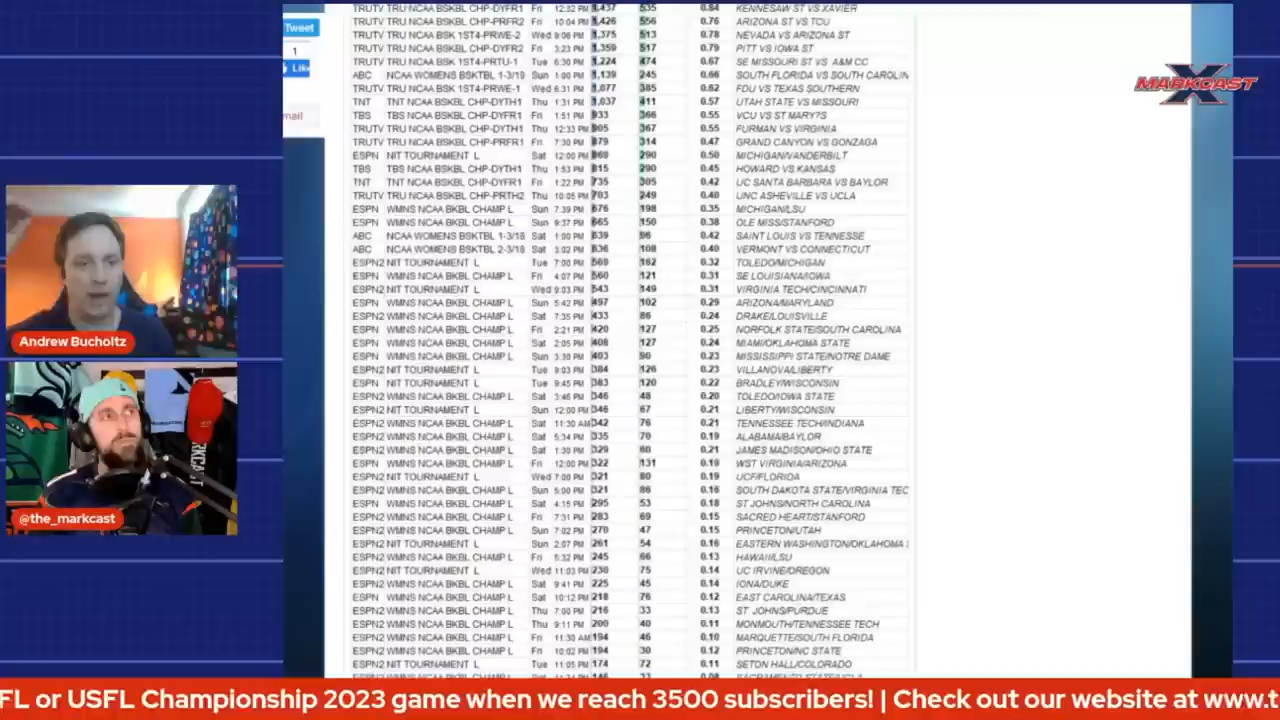 Tweet
1
Lik
mail
MARKCAST
Andrew Bucholtz
@the_markcast
TRUTV TRU NCAA BSKBL CHP-DYFR1 Fri 12:32 PM 1,437 535 0.84 KENNESAW ST VS XAVIER
TRUTV TRU NCAA BSKBL CHP-PRFR2 Fri 10:04 PM 1,426 556 0.76 ARIZONA ST VS TCU
TRUTV TRU NCAA BSK 1ST4-PRWE-2 Wed 9:06 PM 1,375 513 0.78 NEVADA VS ARIZONA ST
TRUTV TRU NCAA BSKBL CHP-DYFR2 Fri 3:23 PM 1,359 517 0.79 PITT VS IOWA ST
TRUTV TRU NCAA BSK 1ST4-PRTU-1 Tue 6:30 PM 1,224 474 0.67 SE MISSOURI ST VS A&M CC
ABC NCAA WOMENS BSKTBL 1-3/19 Sun 1:00 PM 1,139 245 0.66 SOUTH FLORIDA VS SOUTH CAROLIN
TRUTV TRU NCAA BSK 1ST4-PRWE-1 Wed 6:31 PM 1,077 385 0.62 FDU VS TEXAS SOUTHERN
TNT TNT NCAA BSKBL CHP-DYTH1 Thu 1:31 PM 1,037 411 0.57 UTAH STATE VS MISSOURI
TBS TBS NCAA BSKBL CHP-DYFR1 Fri 1:51 PM 933 366 0.55 VCU VS ST MARY?S
TRUTV TRU NCAA BSKBL CHP-DYTH1 Thu 12:33 PM 905 367 0.55 FURMAN VS VIRGINIA
TRUTV TRU NCAA BSKBL CHP-PRFR1 Fri 7:30 PM 879 314 0.47 GRAND CANYON VS GONZAGA
ESPN NIT TOURNAMENT L Sat 12:00 PM 869 290 0.50 MICHIGAN/VANDERBILT
TBS TBS NCAA BSKBL CHP-DYTH1 Thu 1:53 PM 815 290 0.45 HOWARD VS KANSAS
TNT TNT NCAA BSKBL CHP-DYFR1 Fri 1:22 PM 735 305 0.42 UC SANTA BARBARA VS BAYLOR
TRUTV TRU NCAA BSKBL CHP-PRTH2 Thu 10:05 PM 703 249 0.40 UNC ASHEVILLE VS UCLA
ESPN WMNS NCAA BKBL CHAMP L Sun 7:39 PM 676 198 0.35 MICHIGAN/LSU
ESPN WMNS NCAA BKBL CHAMP L Sun 9:37 PM 665 150 0.38 OLE MISS/STANFORD
ABC NCAA WOMENS BSKTBL 1-3/18 Sat 1:00 PM 639 96 0.42 SAINT LOUIS VS TENNESSE
ABC NCAA WOMENS BSKTBL 2-3/18 Sat 3:02 PM 636 108 0.40 VERMONT VS CONNECTICUT
ESPN2 NIT TOURNAMENT L Tue 7:00 PM 569 162 0.32 TOLEDO/MICHIGAN
ESPN WMNS NCAA BKBL CHAMP L Fri 4:07 PM 560 121 0.31 SE LOUISIANA/IOWA
ESPN2 NIT TOURNAMENT L Wed 9:03 PM 543 149 0.31 VIRGINIA TECH/CINCINNATI
ESPN WMNS NCAA BKBL CHAMP L Sun 5:42 PM 497 102 0.29 ARIZONA/MARYLAND
ESPN2 WMNS NCAA BKBL CHAMP L Sat 7:35 PM 433 86 0.24 DRAKE/LOUISVILLE
ESPN WMNS NCAA BKBL CHAMP L Fri 2:21 PM 420 127 0.25 NORFOLK STATE/SOUTH CAROLINA
ESPN WMNS NCAA BKBL CHAMP L Sat 2:05 PM 408 127 0.24 MIAMI/OKLAHOMA STATE
ESPN WMNS NCAA BKBL CHAMP L Sun 3:30 PM 403 90 0.23 MISSISSIPPI STATE/NOTRE DAME
ESPN2 NIT TOURNAMENT L Tue 9:03 PM 384 126 0.23 VILLANOVA/LIBERTY
ESPN NIT TOURNAMENT L Tue 9:45 PM 383 120 0.22 BRADLEY/WISCONSIN
ESPN2 WMNS NCAA BKBL CHAMP L Sat 3:46 PM 346 48 0.20 TOLEDO/IOWA STATE
ESPN2 NIT TOURNAMENT L Sun 12:00 PM 346 67 0.21 LIBERTY/WISCONSIN
ESPN2 WMNS NCAA BKBL CHAMP L Sat 11:30 AM 342 76 0.21 TENNESSEE TECH/INDIANA
ESPN2 WMNS NCAA BKBL CHAMP L Sat 5:34 PM 335 70 0.19 ALABAMA/BAYLOR
ESPN2 WMNS NCAA BKBL CHAMP L Sat 1:30 PM 329 60 0.21 JAMES MADISON/OHIO STATE
ESPN WMNS NCAA BKBL CHAMP L Fri 12:00 PM 322 131 0.19 WST VIRGINIA/ARIZONA
ESPN2 NIT TOURNAMENT L Wed 7:00 PM 321 80 0.19 UCF/FLORIDA
ESPN2 WMNS NCAA BKBL CHAMP L Sun 5:00 PM 321 86 0.16 SOUTH DAKOTA STATE/VIRGINIA TEC
ESPN WMNS NCAA BKBL CHAMP L Sat 4:15 PM 295 53 0.18 ST JOHNS/NORTH CAROLINA
ESPN2 WMNS NCAA BKBL CHAMP L Fri 7:31 PM 283 69 0.15 SACRED HEART/STANFORD
ESPN2 WMNS NCAA BKBL CHAMP L Sun 7:02 PM 270 47 0.15 PRINCETON/UTAH
ESPN2 NIT TOURNAMENT L Sun 2:07 PM 261 54 0.16 EASTERN WASHINGTON/OKLAHOMA
ESPN2 WMNS NCAA BKBL CHAMP L Fri 5:32 PM 245 66 0.13 HAWAII/LSU
ESPN2 NIT TOURNAMENT L Wed 11:03 PM 230 75 0.14 UC IRVINE/OREGON
ESPN2 WMNS NCAA BKBL CHAMP L Sat 9:41 PM 225 45 0.14 IONA/DUKE
ESPN2 WMNS NCAA BKBL CHAMP L Sat 10:12 PM 218 76 0.12 EAST CAROLINA/TEXAS
ESPN2 WMNS NCAA BKBL CHAMP L Thu 7:00 PM 216 33 0.13 ST JOHNS/PURDUE
ESPN2 WMNS NCAA BKBL CHAMP L Thu 9:11 PM 200 40 0.11 MONMOUTH/TENNESSEE TECH
ESPN2 WMNS NCAA BKBL CHAMP L Fri 11:30 AM 194 46 0.10 MARQUETTE/SOUTH FLORIDA
ESPN2 WMNS NCAA BKBL CHAMP L Fri 10:02 PM 194 30 0.12 PRINCETON/NC STATE
ESPN2 NIT TOURNAMENT L Tue 11:05 PM 174 72 0.11 SETON HALL/COLORADO
FL or USFL Championship 2023 game when we reach 3500 subscribers! | Check out our website at www.t